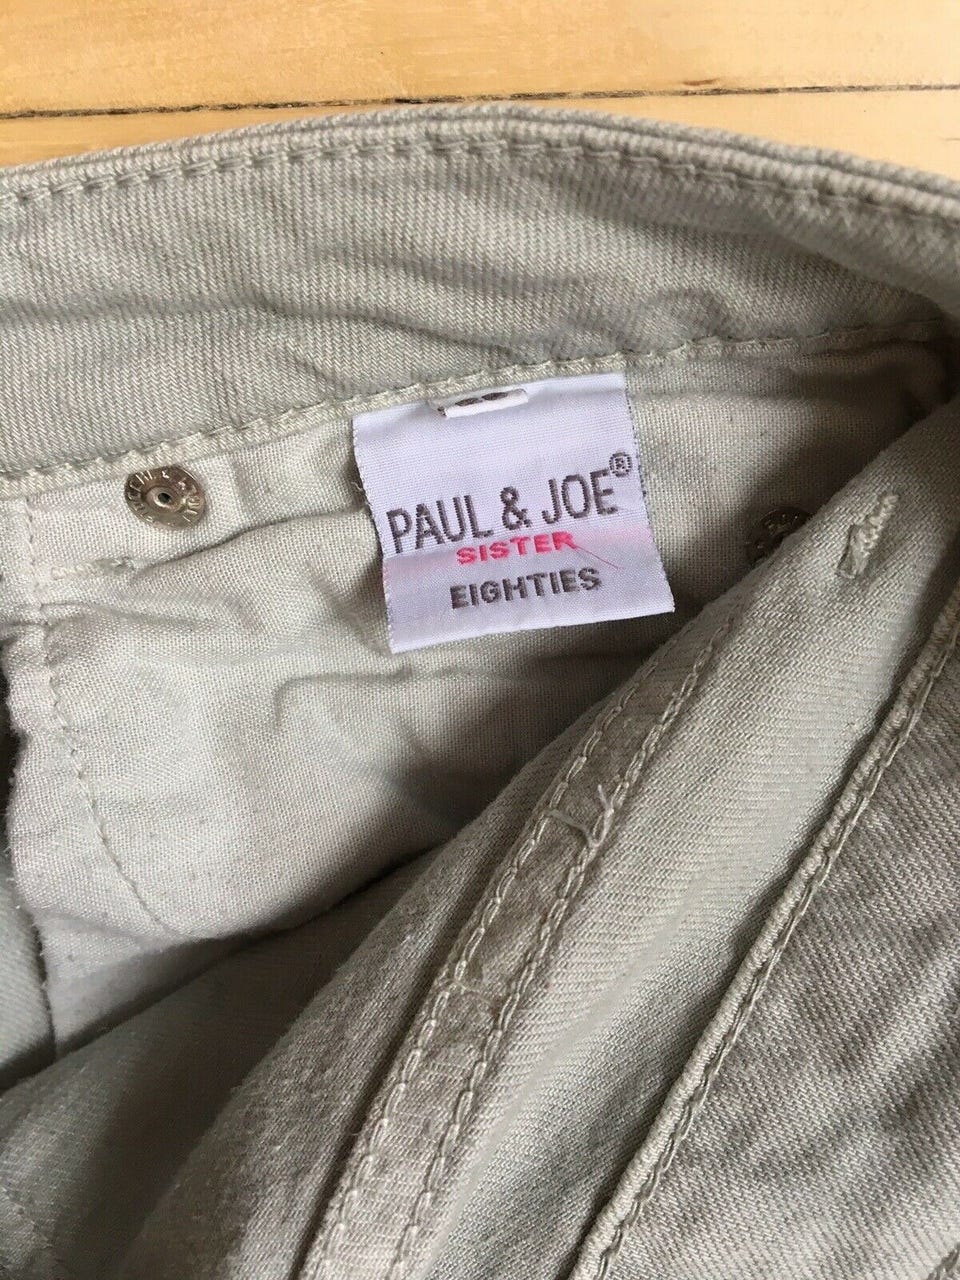 PAUL & JOE®
SISTER
EIGHTIES